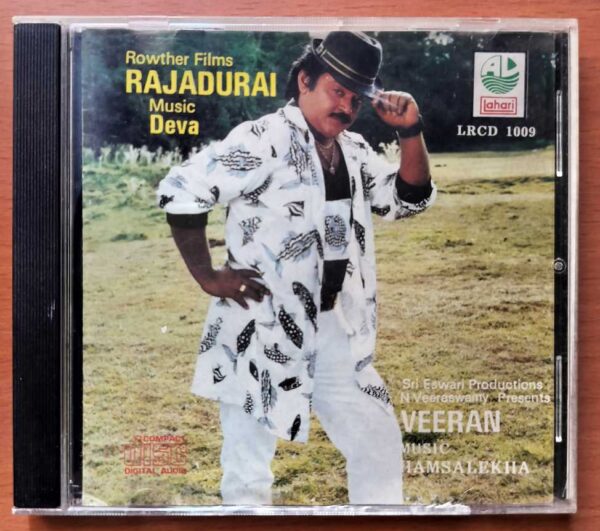 Rowther Films
RAJADURAI
Music
Deva
Lahari
LRCD 1009
Sri Eswari Productions
N.Veeraswamy Presents
VEERAN
MUSIC
HAMSALEKHA
COMPACT
DISC
DIGITAL AUDIO